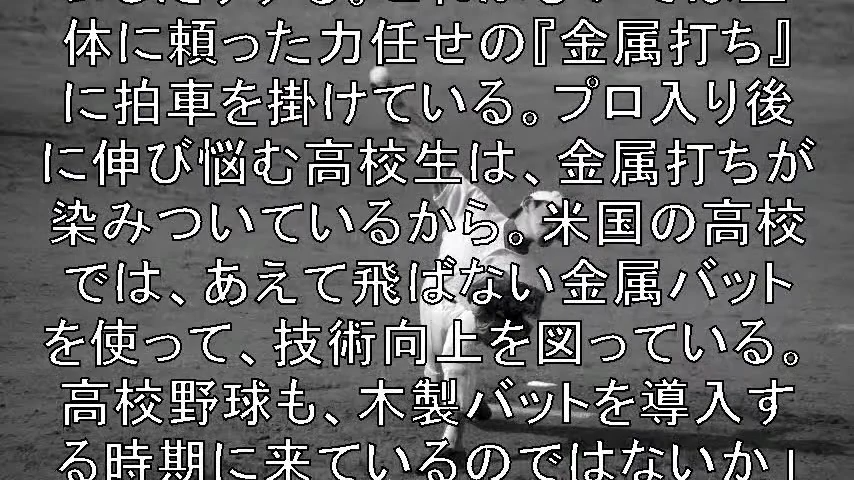 体に頼った力任せの『金属打ち』
に拍車を掛けている。プロ入り後
に伸び悩む高校生は、金属打ちが
染みついているから。米国の高校
では、あえて飛ばない金属バット
を使って、技術向上を図っている。
高校野球も、木製バットを導入す
る時期に来ているのではないか」